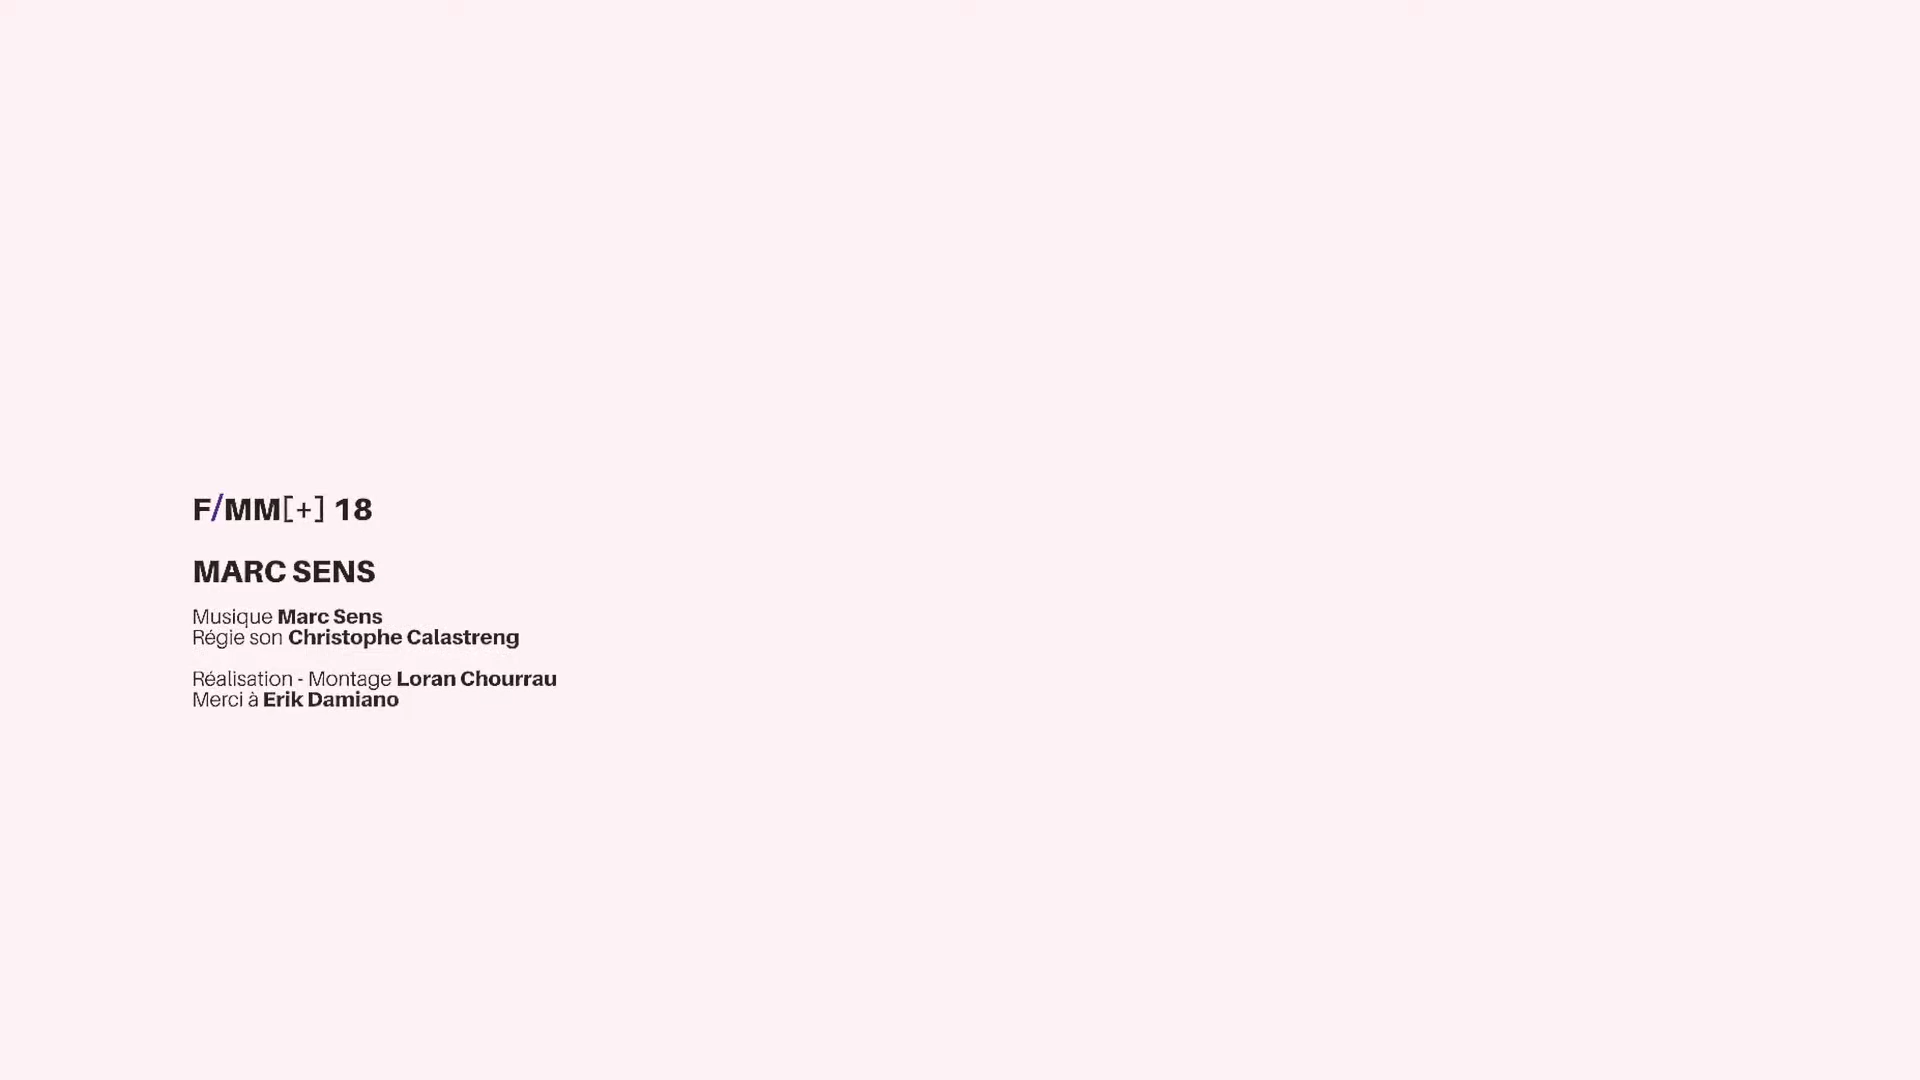 F/MM[+] 18
MARC SENS
Musique Marc Sens
Régie son Christophe Calastreng
Réalisation - Montage Loran Chourrau
Merci à Erik Damiano